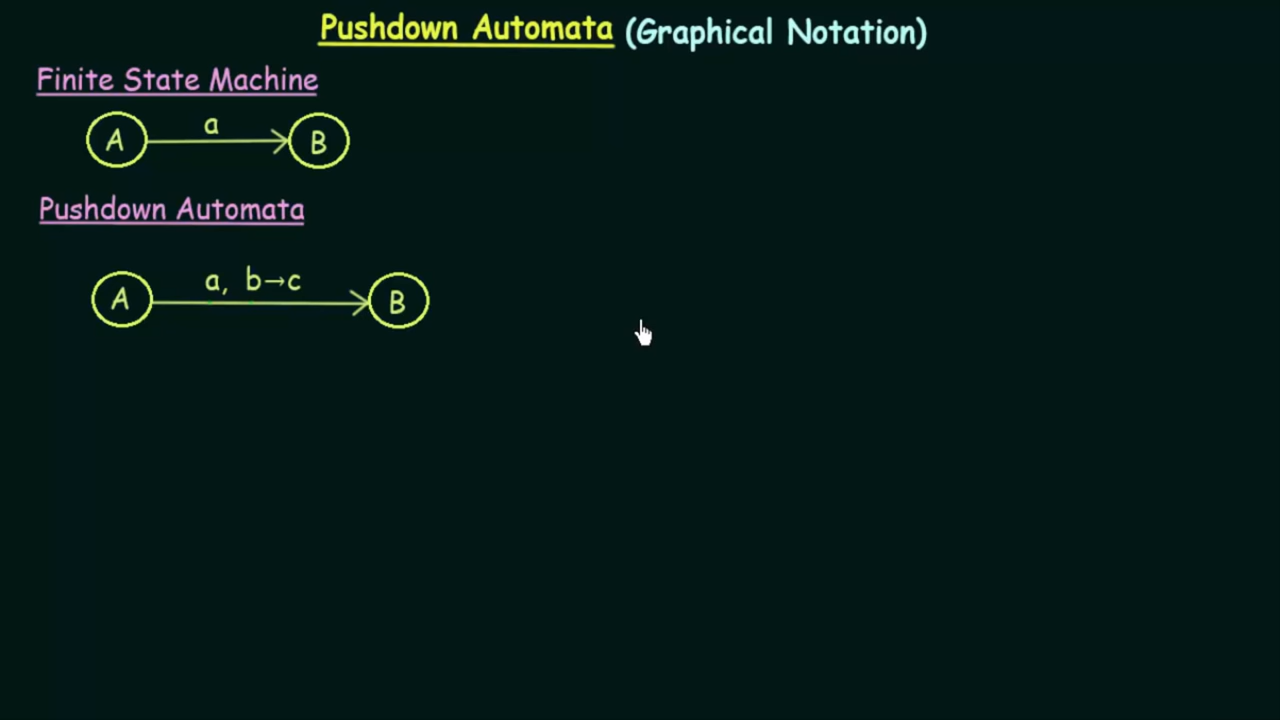 Pushdown Automata (Graphical Notation)
Finite State Machine
A a B
Pushdown Automata
A a, b→c B